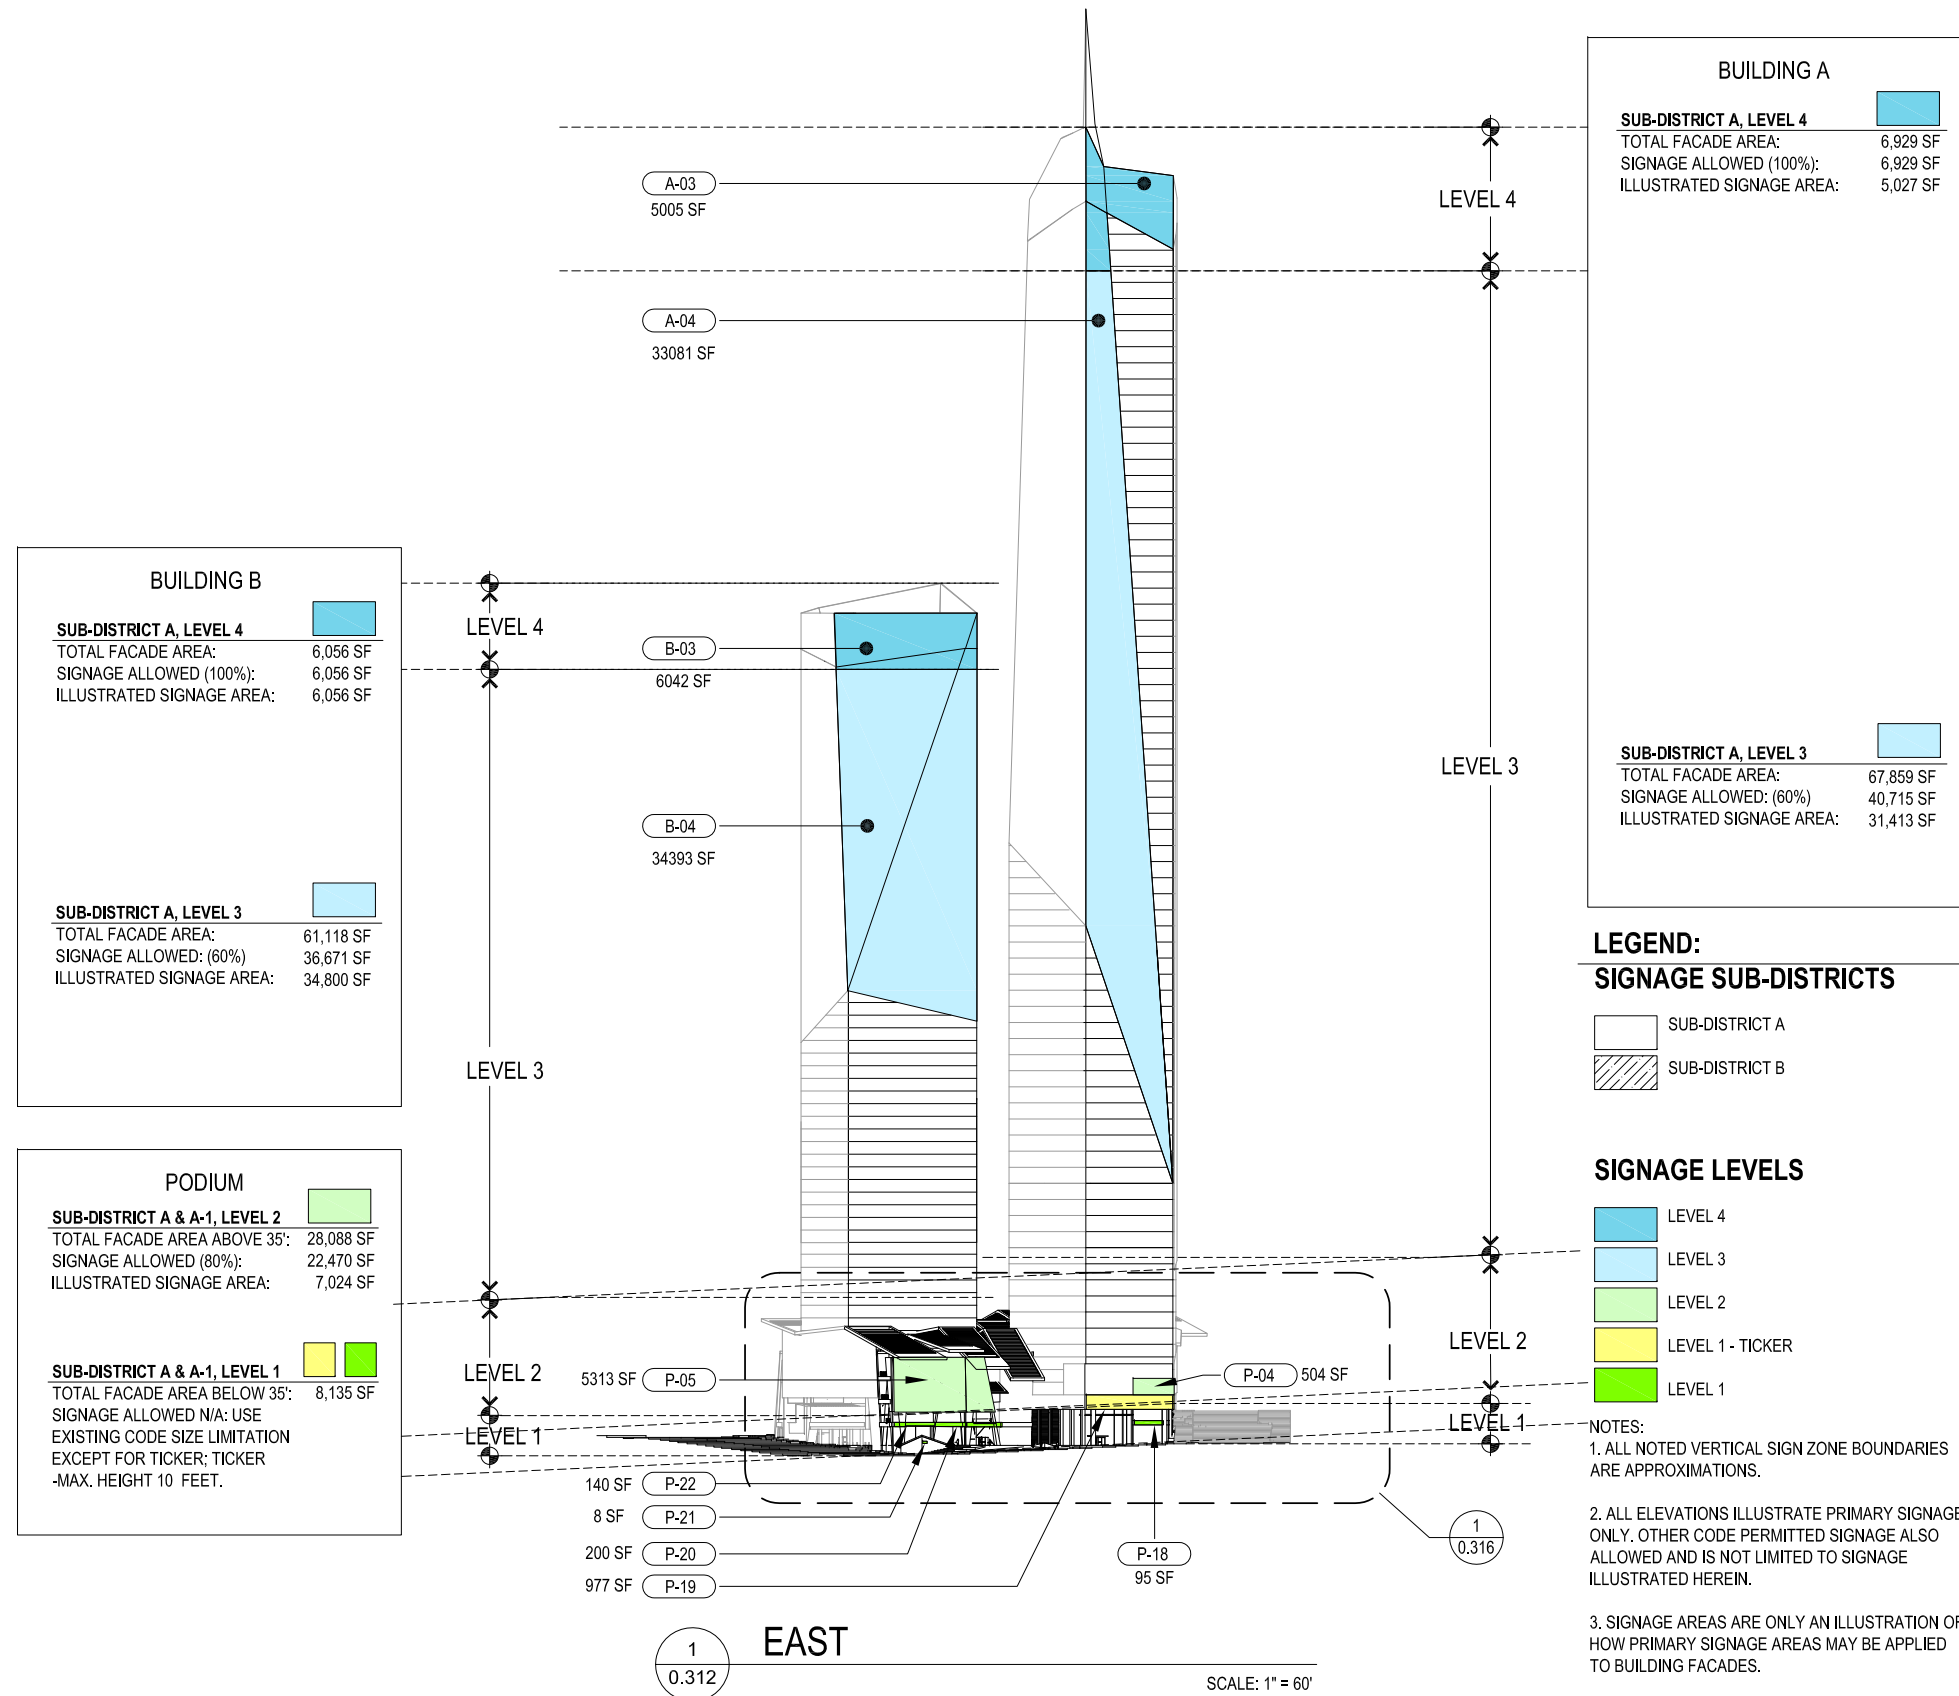 BUILDING A
SUB-DISTRICT A, LEVEL 4
TOTAL FACADE AREA: 6,929 SF
SIGNAGE ALLOWED (100%): 6,929 SF
ILLUSTRATED SIGNAGE AREA: 5,027 SF
SUB-DISTRICT A, LEVEL 3
TOTAL FACADE AREA: 67,859 SF
SIGNAGE ALLOWED: (60%) 40,715 SF
ILLUSTRATED SIGNAGE AREA: 31,413 SF
A-03
5005 SF
A-04
33081 SF
LEVEL 4
LEVEL 3
LEVEL 2
LEVEL 1
BUILDING B
SUB-DISTRICT A, LEVEL 4
TOTAL FACADE AREA: 6,056 SF
SIGNAGE ALLOWED (100%): 6,056 SF
ILLUSTRATED SIGNAGE AREA: 6,056 SF
SUB-DISTRICT A, LEVEL 3
TOTAL FACADE AREA: 61,118 SF
SIGNAGE ALLOWED: (60%) 36,671 SF
ILLUSTRATED SIGNAGE AREA: 34,800 SF
LEVEL 4
LEVEL 3
LEVEL 2
LEVEL 1
B-03
6042 SF
B-04
34393 SF
PODIUM
SUB-DISTRICT A & A-1, LEVEL 2
TOTAL FACADE AREA ABOVE 35': 28,088 SF
SIGNAGE ALLOWED (80%): 22,470 SF
ILLUSTRATED SIGNAGE AREA: 7,024 SF
SUB-DISTRICT A & A-1, LEVEL 1
TOTAL FACADE AREA BELOW 35': 8,135 SF
SIGNAGE ALLOWED N/A: USE
EXISTING CODE SIZE LIMITATION
EXCEPT FOR TICKER; TICKER
-MAX. HEIGHT 10 FEET.
5313 SF P-05
P-04 504 SF
140 SF P-22
8 SF P-21
200 SF P-20
977 SF P-19
P-18
95 SF
1
0.316
1
0.312
EAST
SCALE: 1" = 60'
LEGEND:
SIGNAGE SUB-DISTRICTS
SUB-DISTRICT A
SUB-DISTRICT B
SIGNAGE LEVELS
LEVEL 4
LEVEL 3
LEVEL 2
LEVEL 1 - TICKER
LEVEL 1
NOTES:
1. ALL NOTED VERTICAL SIGN ZONE BOUNDARIES
ARE APPROXIMATIONS.
2. ALL ELEVATIONS ILLUSTRATE PRIMARY SIGNAGE
ONLY. OTHER CODE PERMITTED SIGNAGE ALSO
ALLOWED AND IS NOT LIMITED TO SIGNAGE
ILLUSTRATED HEREIN.
3. SIGNAGE AREAS ARE ONLY AN ILLUSTRATION OF
HOW PRIMARY SIGNAGE AREAS MAY BE APPLIED
TO BUILDING FACADES.